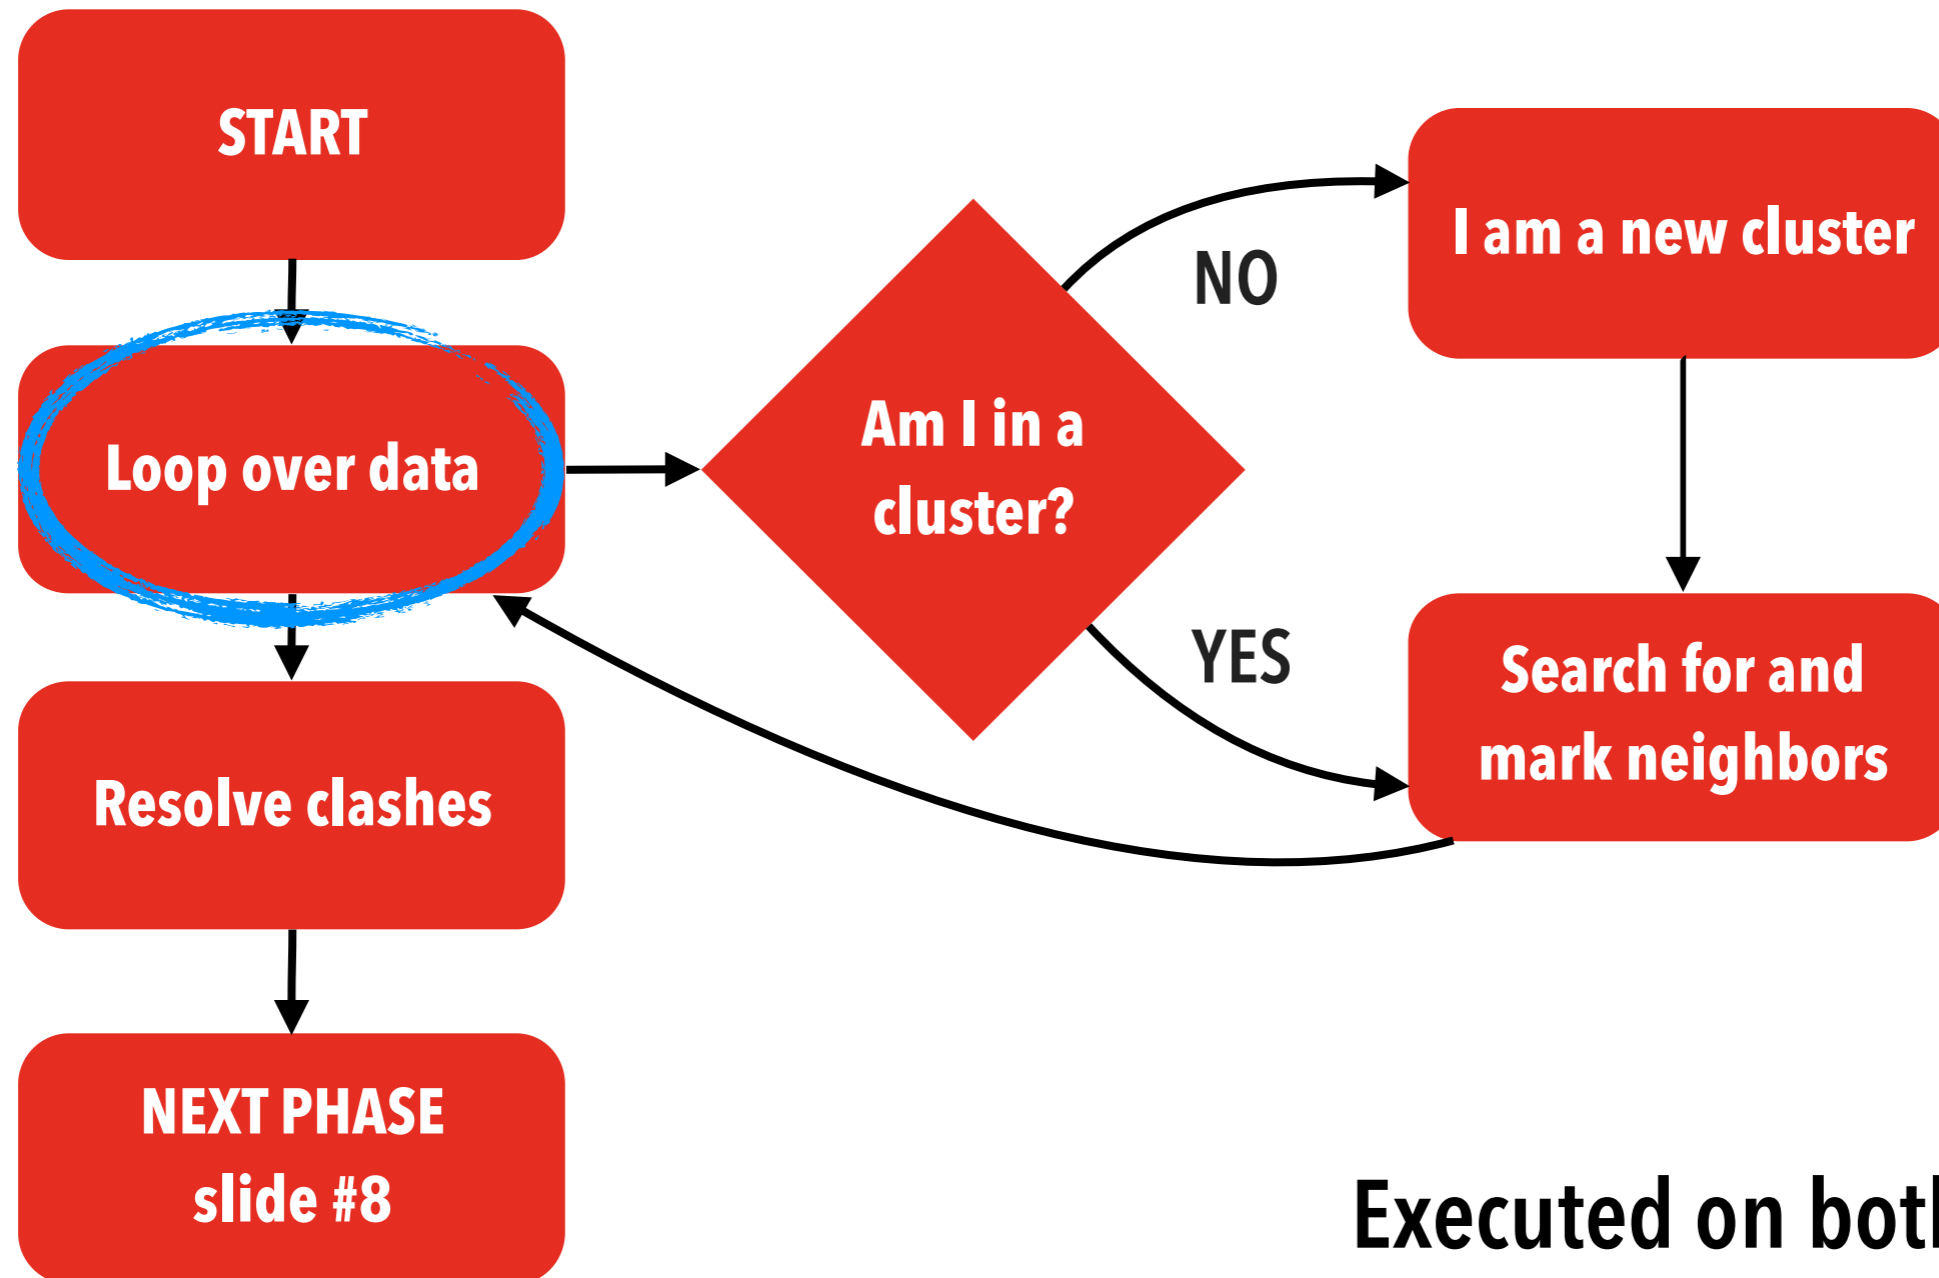 START
Loop over data
Resolve clashes
NEXT PHASE
slide #8
Am I in a
cluster?
NO
YES
I am a new cluster
Search for and
mark neighbors
Executed on both